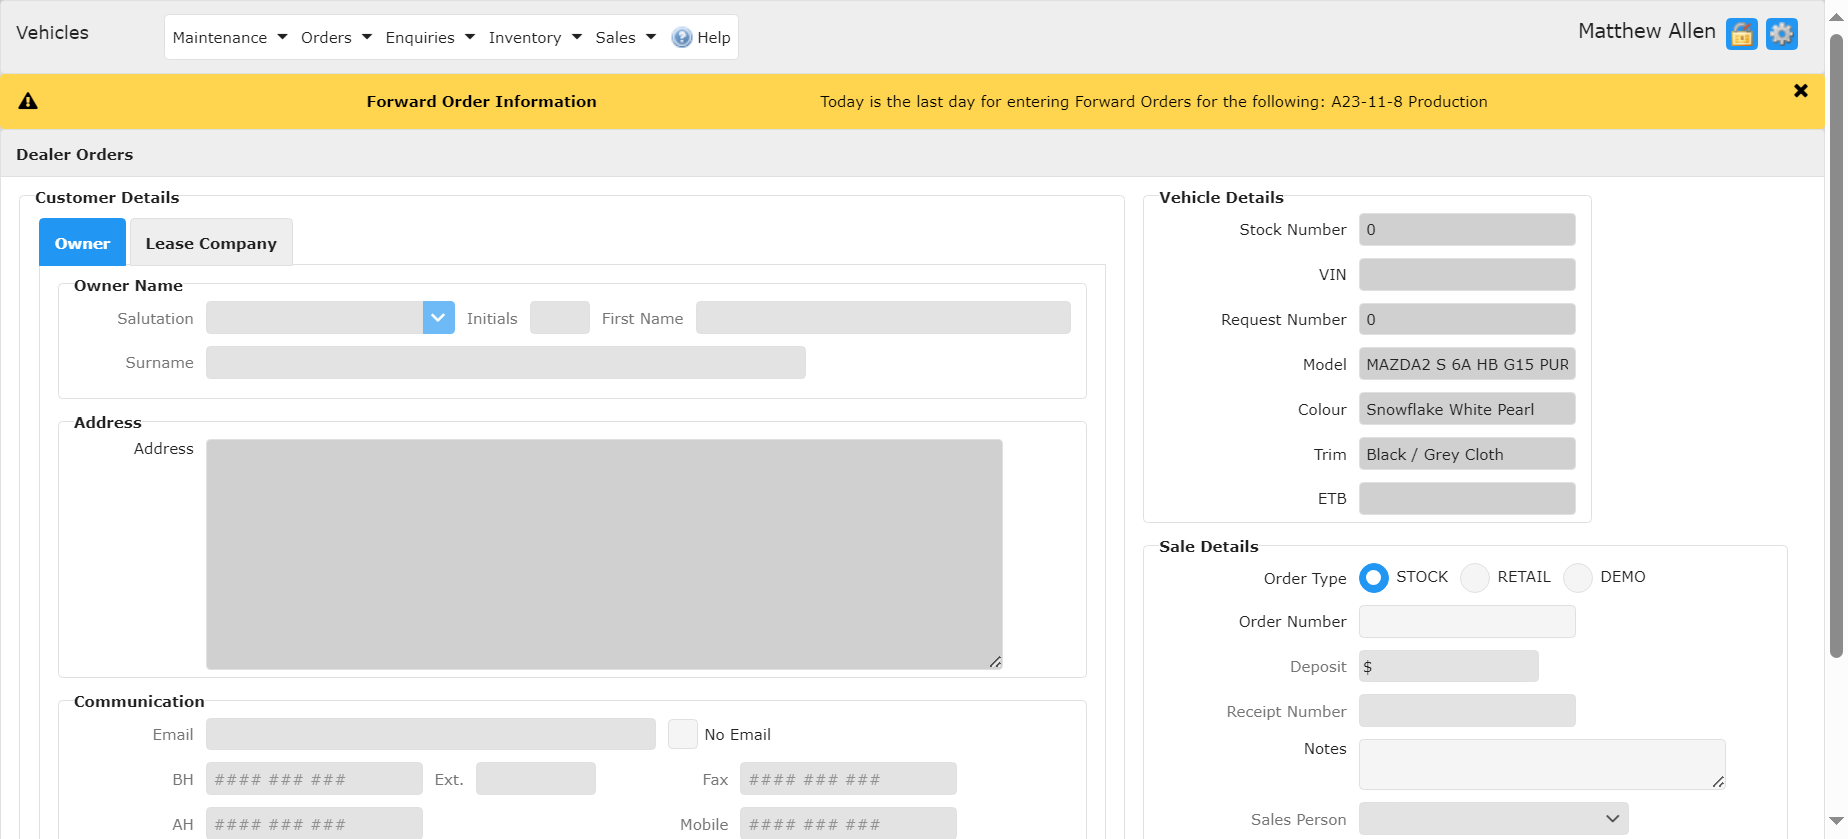 Vehicles
Maintenance Orders Enquiries Inventory Sales Help
Matthew Allen
Forward Order Information
Today is the last day for entering Forward Orders for the following: A23-11-8 Production
Dealer Orders
Customer Details
Owner Lease Company
Owner Name
Salutation Initials First Name
Surname
Address
Address
Communication
Email No Email
BH #### ### ### Ext. Fax #### ### ###
AH #### ### ### Mobile #### ### ###
Vehicle Details
Stock Number 0
VIN
Request Number 0
Model MAZDA2 S 6A HB G15 PUR
Colour Snowflake White Pearl
Trim Black / Grey Cloth
ETB
Sale Details
Order Type STOCK RETAIL DEMO
Order Number
Deposit $
Receipt Number
Notes
Sales Person